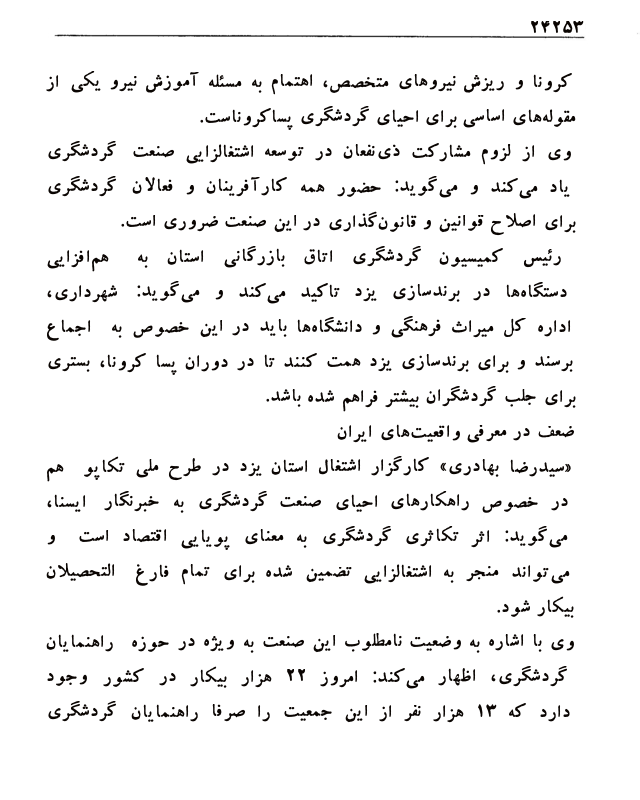 ۲۴۲۵۳
کرونا و ریزش نیروهای متخصص، اهتمام به مسئله آموزش نیرو یکی از
مقوله‌های اساسی برای احیای گردشگری پساکروناست.
وی از لزوم مشارکت ذی‌نفعان در توسعه اشتغالزایی صنعت گردشگری
یاد می‌کند و می‌گوید: حضور همه کارآفرینان و فعالان گردشگری
برای اصلاح قوانین و قانون‌گذاری در این صنعت ضروری است.
رئیس کمیسیون گردشگری اتاق بازرگانی استان به هم‌افزایی
دستگاه‌ها در برندسازی یزد تاکید می‌کند و می‌گوید: شهرداری،
اداره کل میراث فرهنگی و دانشگاه‌ها باید در این خصوص به اجماع
برسند و برای برندسازی یزد همت کنند تا در دوران پسا کرونا، بستری
برای جلب گردشگران بیشتر فراهم شده باشد.
ضعف در معرفی واقعیت‌های ایران
«سیدرضا بهادری» کارگزار اشتغال استان یزد در طرح ملی تکاپو هم
در خصوص راهکارهای احیای صنعت گردشگری به خبرنگار ایسنا،
می‌گوید: اثر تکاثری گردشگری به معنای پویایی اقتصاد است و
می‌تواند منجر به اشتغالزایی تضمین شده برای تمام فارغ التحصیلان
بیکار شود.
وی با اشاره به وضعیت نامطلوب این صنعت به ویژه در حوزه راهنمایان
گردشگری، اظهار می‌کند: امروز ۲۲ هزار بیکار در کشور وجود
دارد که ۱۳ هزار نفر از این جمعیت را صرفا راهنمایان گردشگری